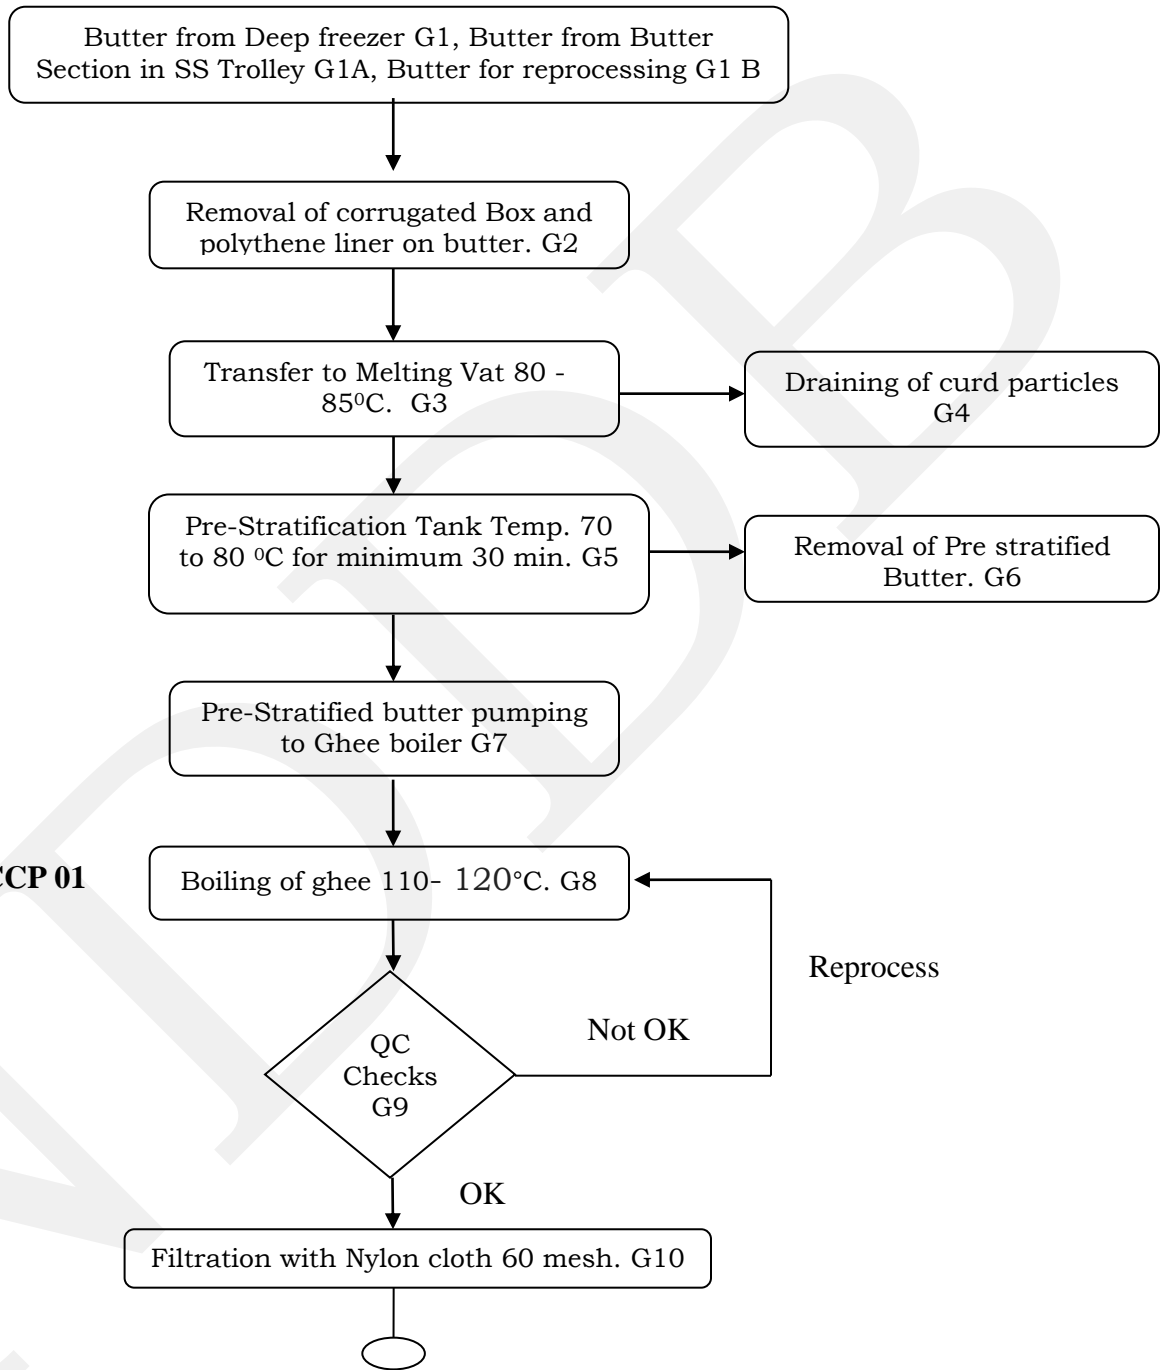 Butter from Deep freezer G1, Butter from Butter
Section in SS Trolley G1A, Butter for reprocessing G1 B
Removal of corrugated Box and
polythene liner on butter. G2
Transfer to Melting Vat 80 -
85⁰C. G3
Draining of curd particles
G4
Pre-Stratification Tank Temp. 70
to 80 ⁰C for minimum 30 min. G5
Removal of Pre stratified
Butter. G6
Pre-Stratified butter pumping
to Ghee boiler G7
CCP 01
Boiling of ghee 110- 120°C. G8
Reprocess
Not OK
QC
Checks
G9
OK
Filtration with Nylon cloth 60 mesh. G10
NDDB